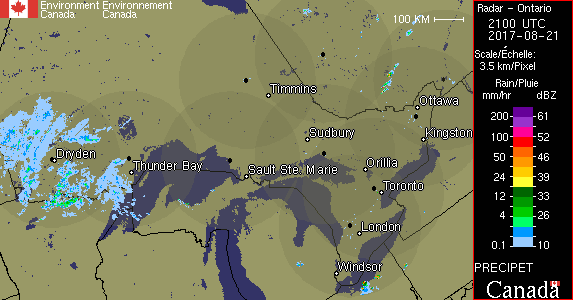 Environment Environnement
Canada Canada
100 KM
Timmins
Ottawa
Sudbury
Kingston
Dryden
Thunder Bay
Sault Ste. Marie
Orillia
Toronto
London
Windsor
Radar - Ontario
2100 UTC
2017-08-21
Scale/Échelle:
3.5 km/Pixel
Rain/Pluie
mm/hr dBZ
200 61
100 56
50 46
24 39
12 33
4 26
0.1 10
PRECIPET
Canada